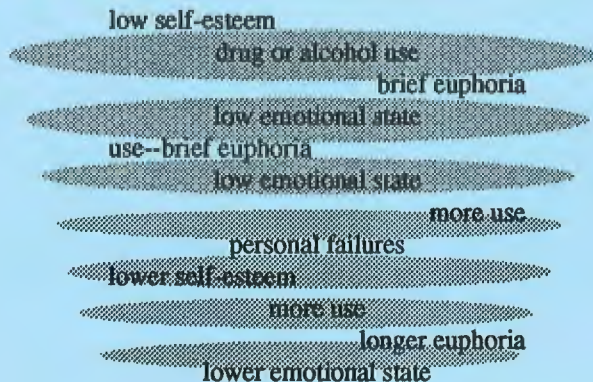 low self-esteem
drug or alcohol use
brief euphoria
low emotional state
use--brief euphoria
low emotional state
more use
personal failures
lower self-esteem
more use
longer euphoria
lower emotional state